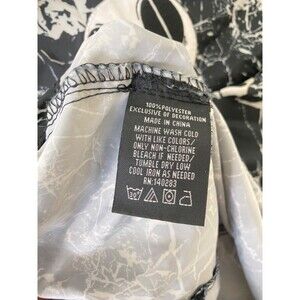 100%POLYESTER
EXCLUSIVE OF DECORATION
MADE IN CHINA
MACHINE WASH COLD
WITH LIKE COLORS/
ONLY NON-CHLORINE
BLEACH IF NEEDED/
TUMBLE DRY LOW
COOL IRON AS NEEDED
RN:140283
30°